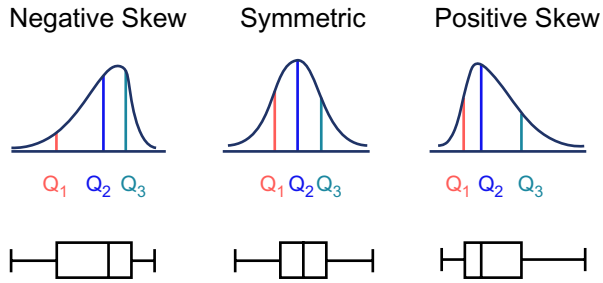 Negative Skew Symmetric Positive Skew
Q₁ Q₂ Q₃ Q₁ Q₂ Q₃ Q₁ Q₂ Q₃